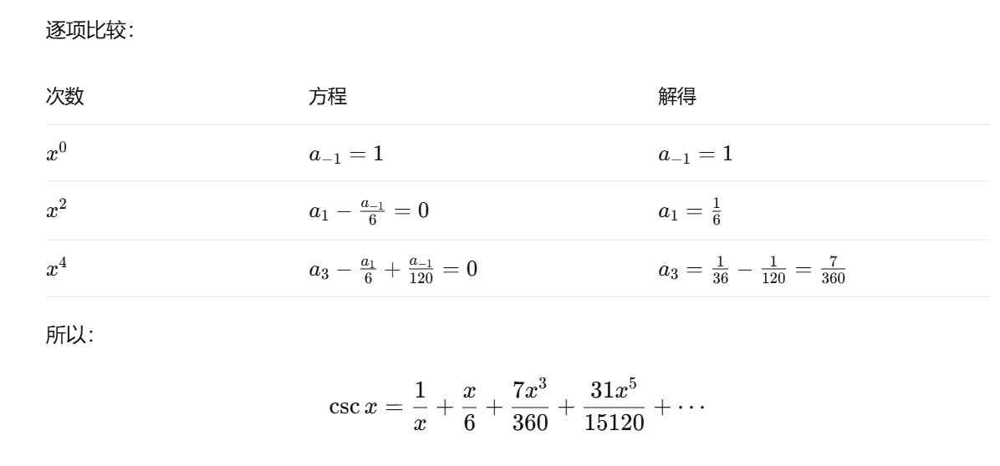 逐项比较：
次数 方程 解得
$x^0$ $a_{-1} = 1$ $a_{-1} = 1$
$x^2$ $a_1 - \frac{a_{-1}}{6} = 0$ $a_1 = \frac{1}{6}$
$x^4$ $a_3 - \frac{a_1}{6} + \frac{a_{-1}}{120} = 0$ $a_3 = \frac{1}{36} - \frac{1}{120} = \frac{7}{360}$
所以：
$\csc x = \frac{1}{x} + \frac{x}{6} + \frac{7x^3}{360} + \frac{31x^5}{15120} + \cdots$